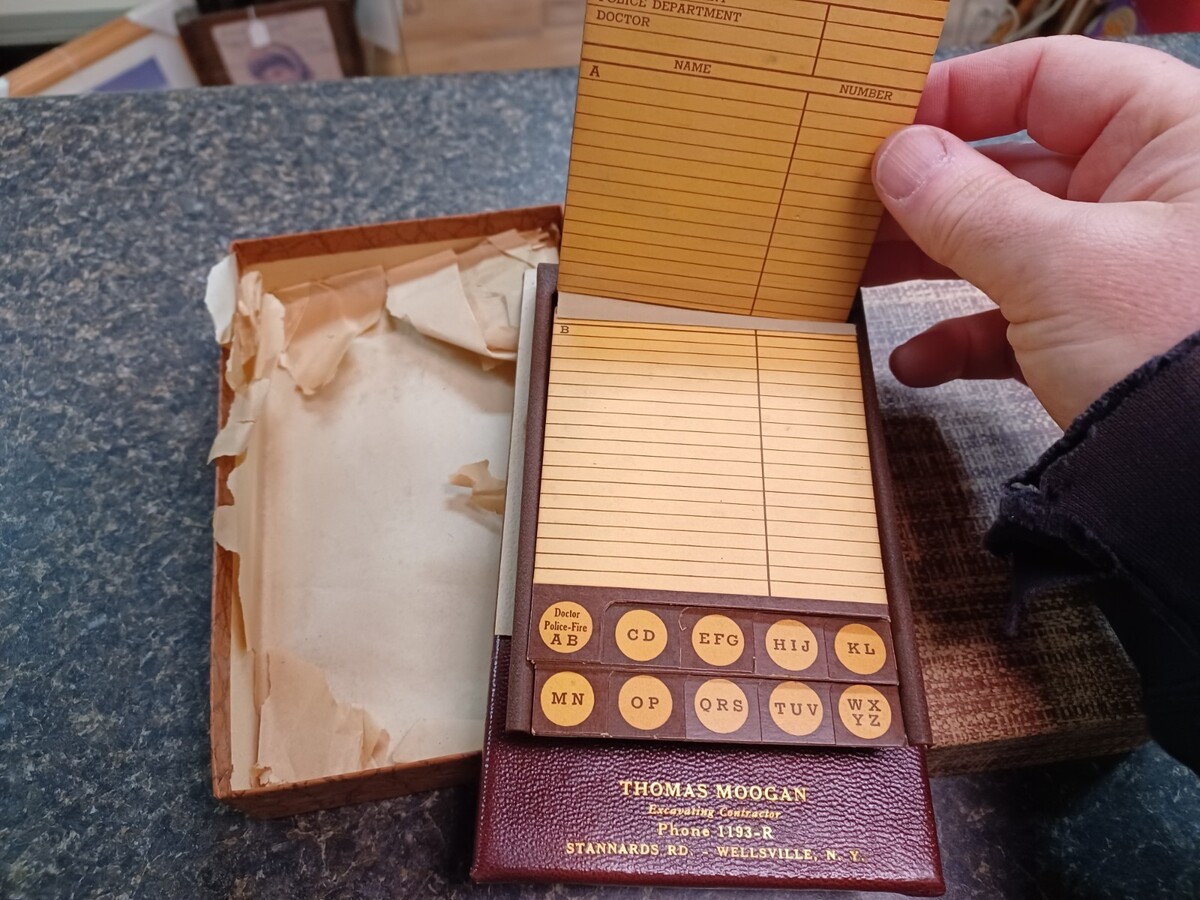 POLICE DEPARTMENT
DOCTOR
NAME
NUMBER
A
B
Doctor
Police-Fire
AB
CD
EFG
HIJ
KL
MN
OP
QRS
TUV
WX
YZ
THOMAS MOOGAN
Excavating Contractor
Phone 1193-R
STANNARDS RD. - WELLSVILLE, N. Y.